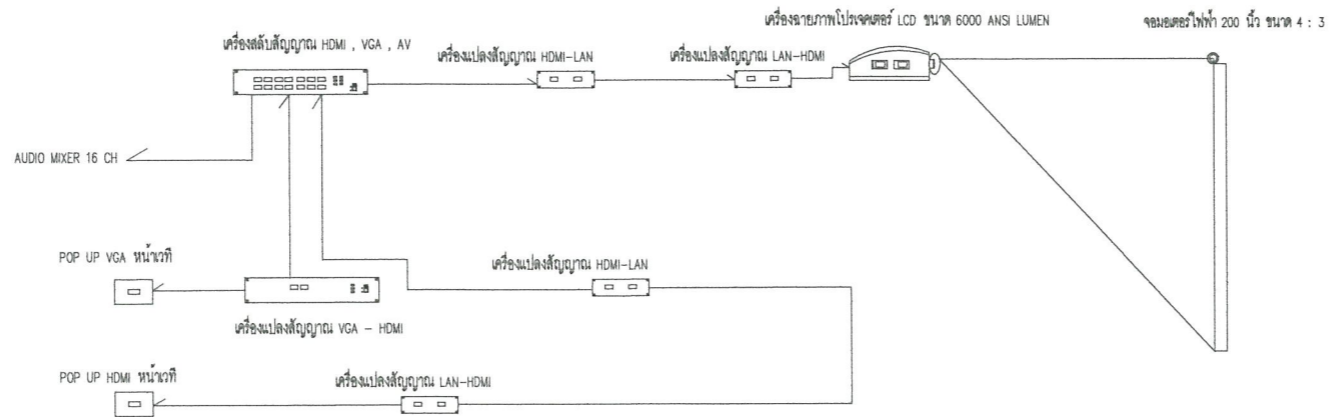 เครื่องฉายภาพโปรเจคเตอร์ LCD ขนาด 6000 ANSI LUMEN
จอมอเตอร์ไฟฟ้า 200 นิ้ว ขนาด 4 : 3
เครื่องสลับสัญญาณ HDMI , VGA , AV
เครื่องแปลงสัญญาณ HDMI-LAN
เครื่องแปลงสัญญาณ LAN-HDMI
AUDIO MIXER 16 CH
POP UP VGA หน้าเวที
เครื่องแปลงสัญญาณ HDMI-LAN
เครื่องแปลงสัญญาณ VGA - HDMI
POP UP HDMI หน้าเวที
เครื่องแปลงสัญญาณ LAN-HDMI